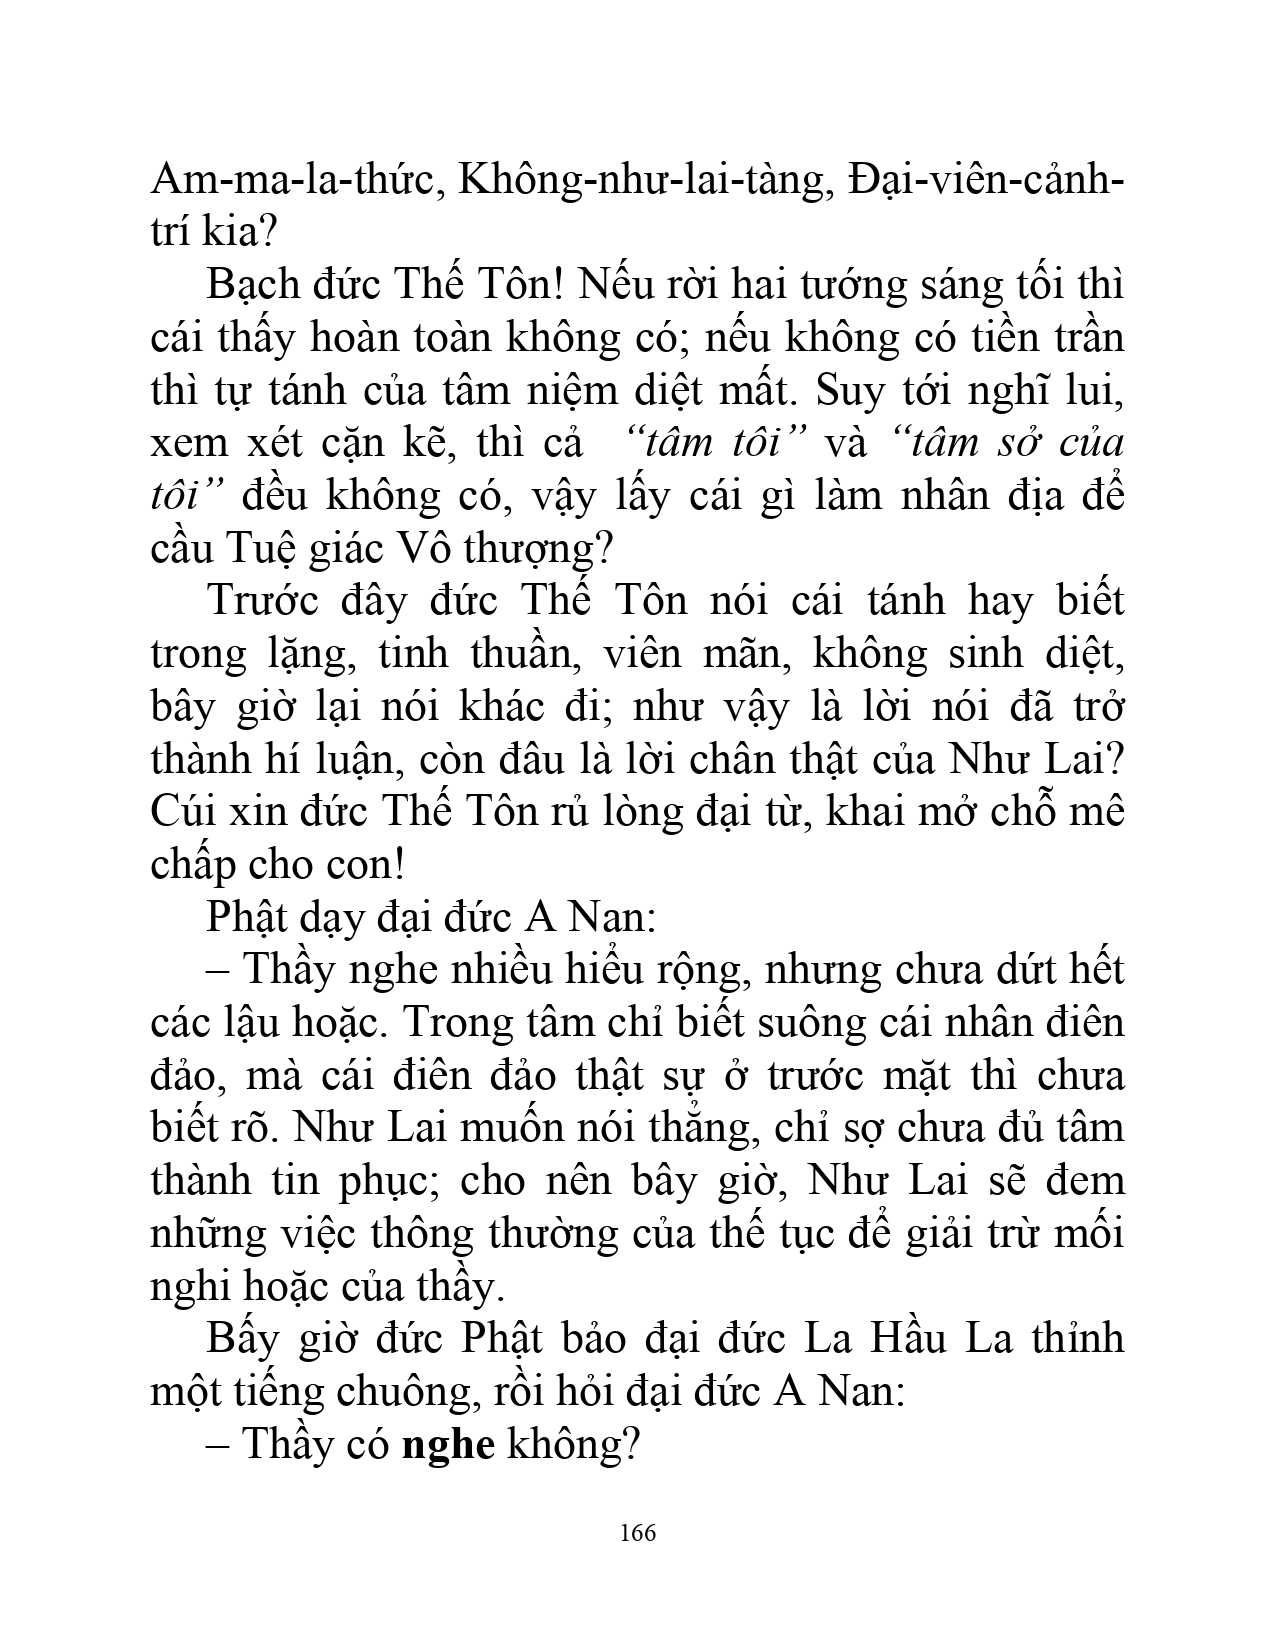 Am-ma-la-thức, Không-như-lai-tàng, Đại-viên-cảnh-
trí kia?
Bạch đức Thế Tôn! Nếu rời hai tướng sáng tối thì
cái thấy hoàn toàn không có; nếu không có tiền trần
thì tự tánh của tâm niệm diệt mất. Suy tới nghĩ lui,
xem xét cặn kẽ, thì cả “tâm tôi” và “tâm sở của
tôi” đều không có, vậy lấy cái gì làm nhân địa để
cầu Tuệ giác Vô thượng?
Trước đây đức Thế Tôn nói cái tánh hay biết
trong lặng, tinh thuần, viên mãn, không sinh diệt,
bây giờ lại nói khác đi; như vậy là lời nói đã trở
thành hí luận, còn đâu là lời chân thật của Như Lai?
Cúi xin đức Thế Tôn rủ lòng đại từ, khai mở chỗ mê
chấp cho con!
Phật dạy đại đức A Nan:
– Thầy nghe nhiều hiểu rộng, nhưng chưa dứt hết
các lậu hoặc. Trong tâm chỉ biết suông cái nhân điên
đảo, mà cái điên đảo thật sự ở trước mặt thì chưa
biết rõ. Như Lai muốn nói thẳng, chỉ sợ chưa đủ tâm
thành tin phục; cho nên bây giờ, Như Lai sẽ đem
những việc thông thường của thế tục để giải trừ mối
nghi hoặc của thầy.
Bấy giờ đức Phật bảo đại đức La Hầu La thỉnh
một tiếng chuông, rồi hỏi đại đức A Nan:
– Thầy có nghe không?
166